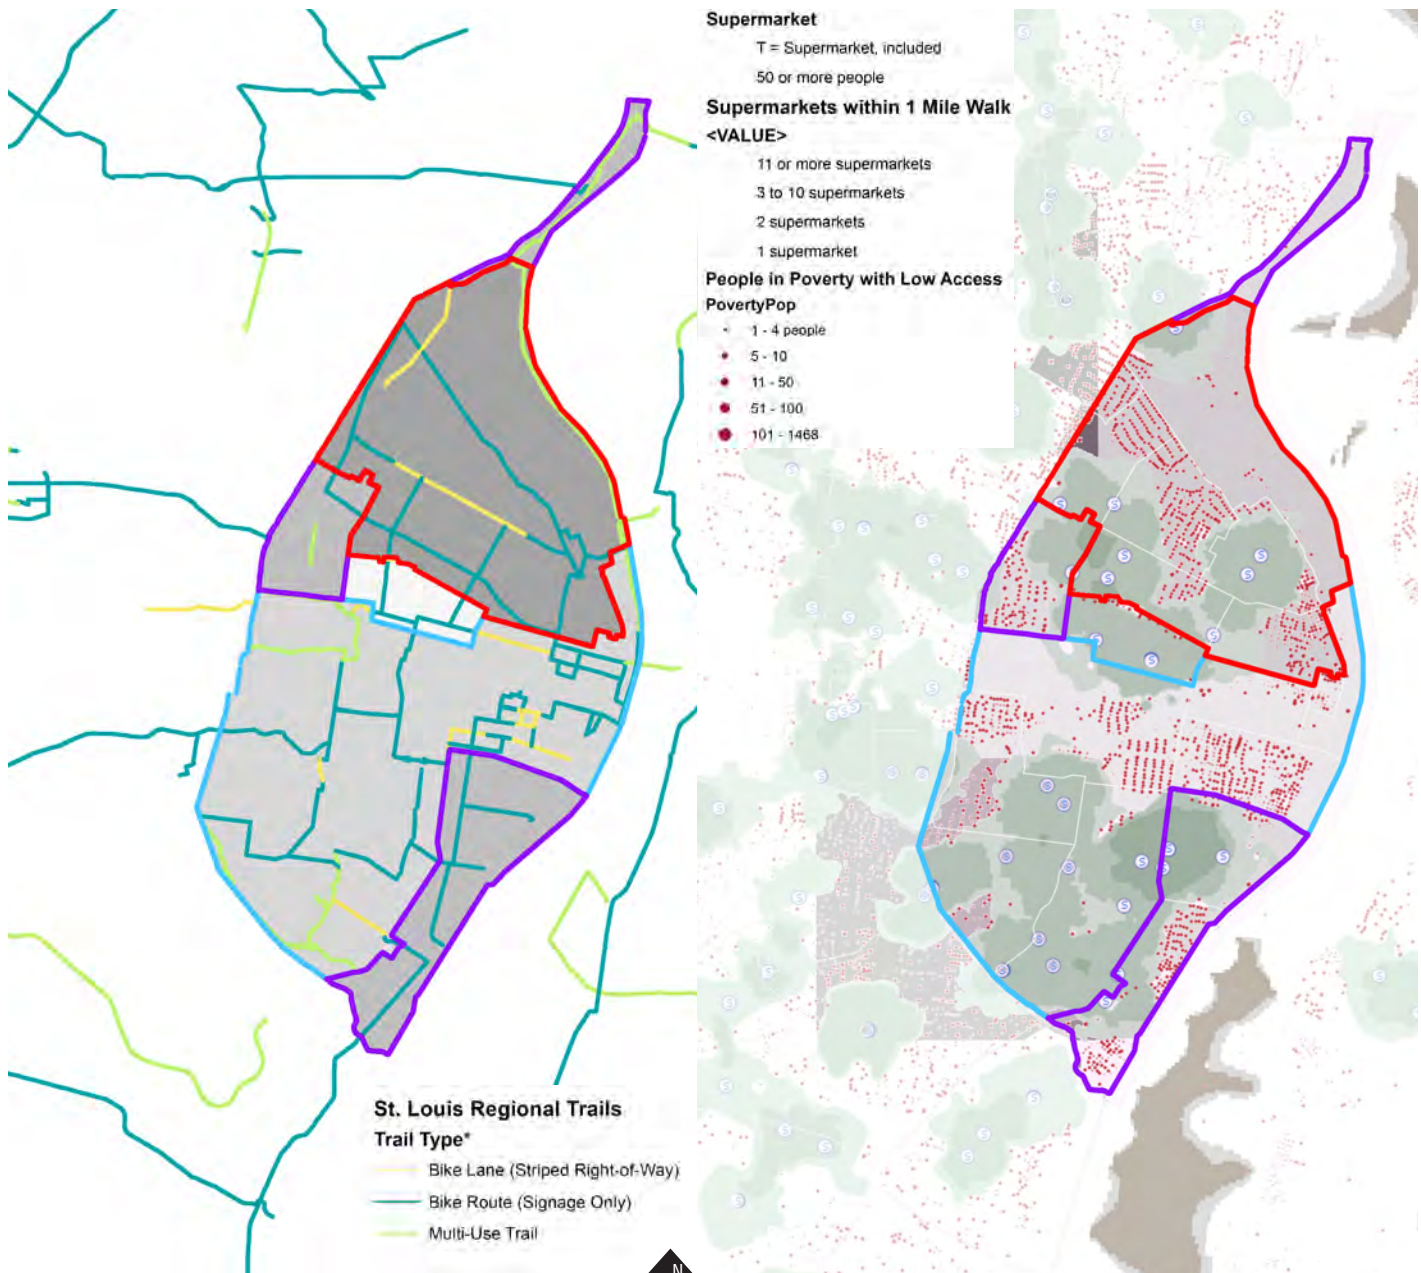 Supermarket
T = Supermarket, included
50 or more people
Supermarkets within 1 Mile Walk
<VALUE>
11 or more supermarkets
3 to 10 supermarkets
2 supermarkets
1 supermarket
People in Poverty with Low Access
PovertyPop
1 - 4 people
5 - 10
11 - 50
51 - 100
101 - 1468
St. Louis Regional Trails
Trail Type*
Bike Lane (Striped Right-of-Way)
Bike Route (Signage Only)
Multi-Use Trail
N